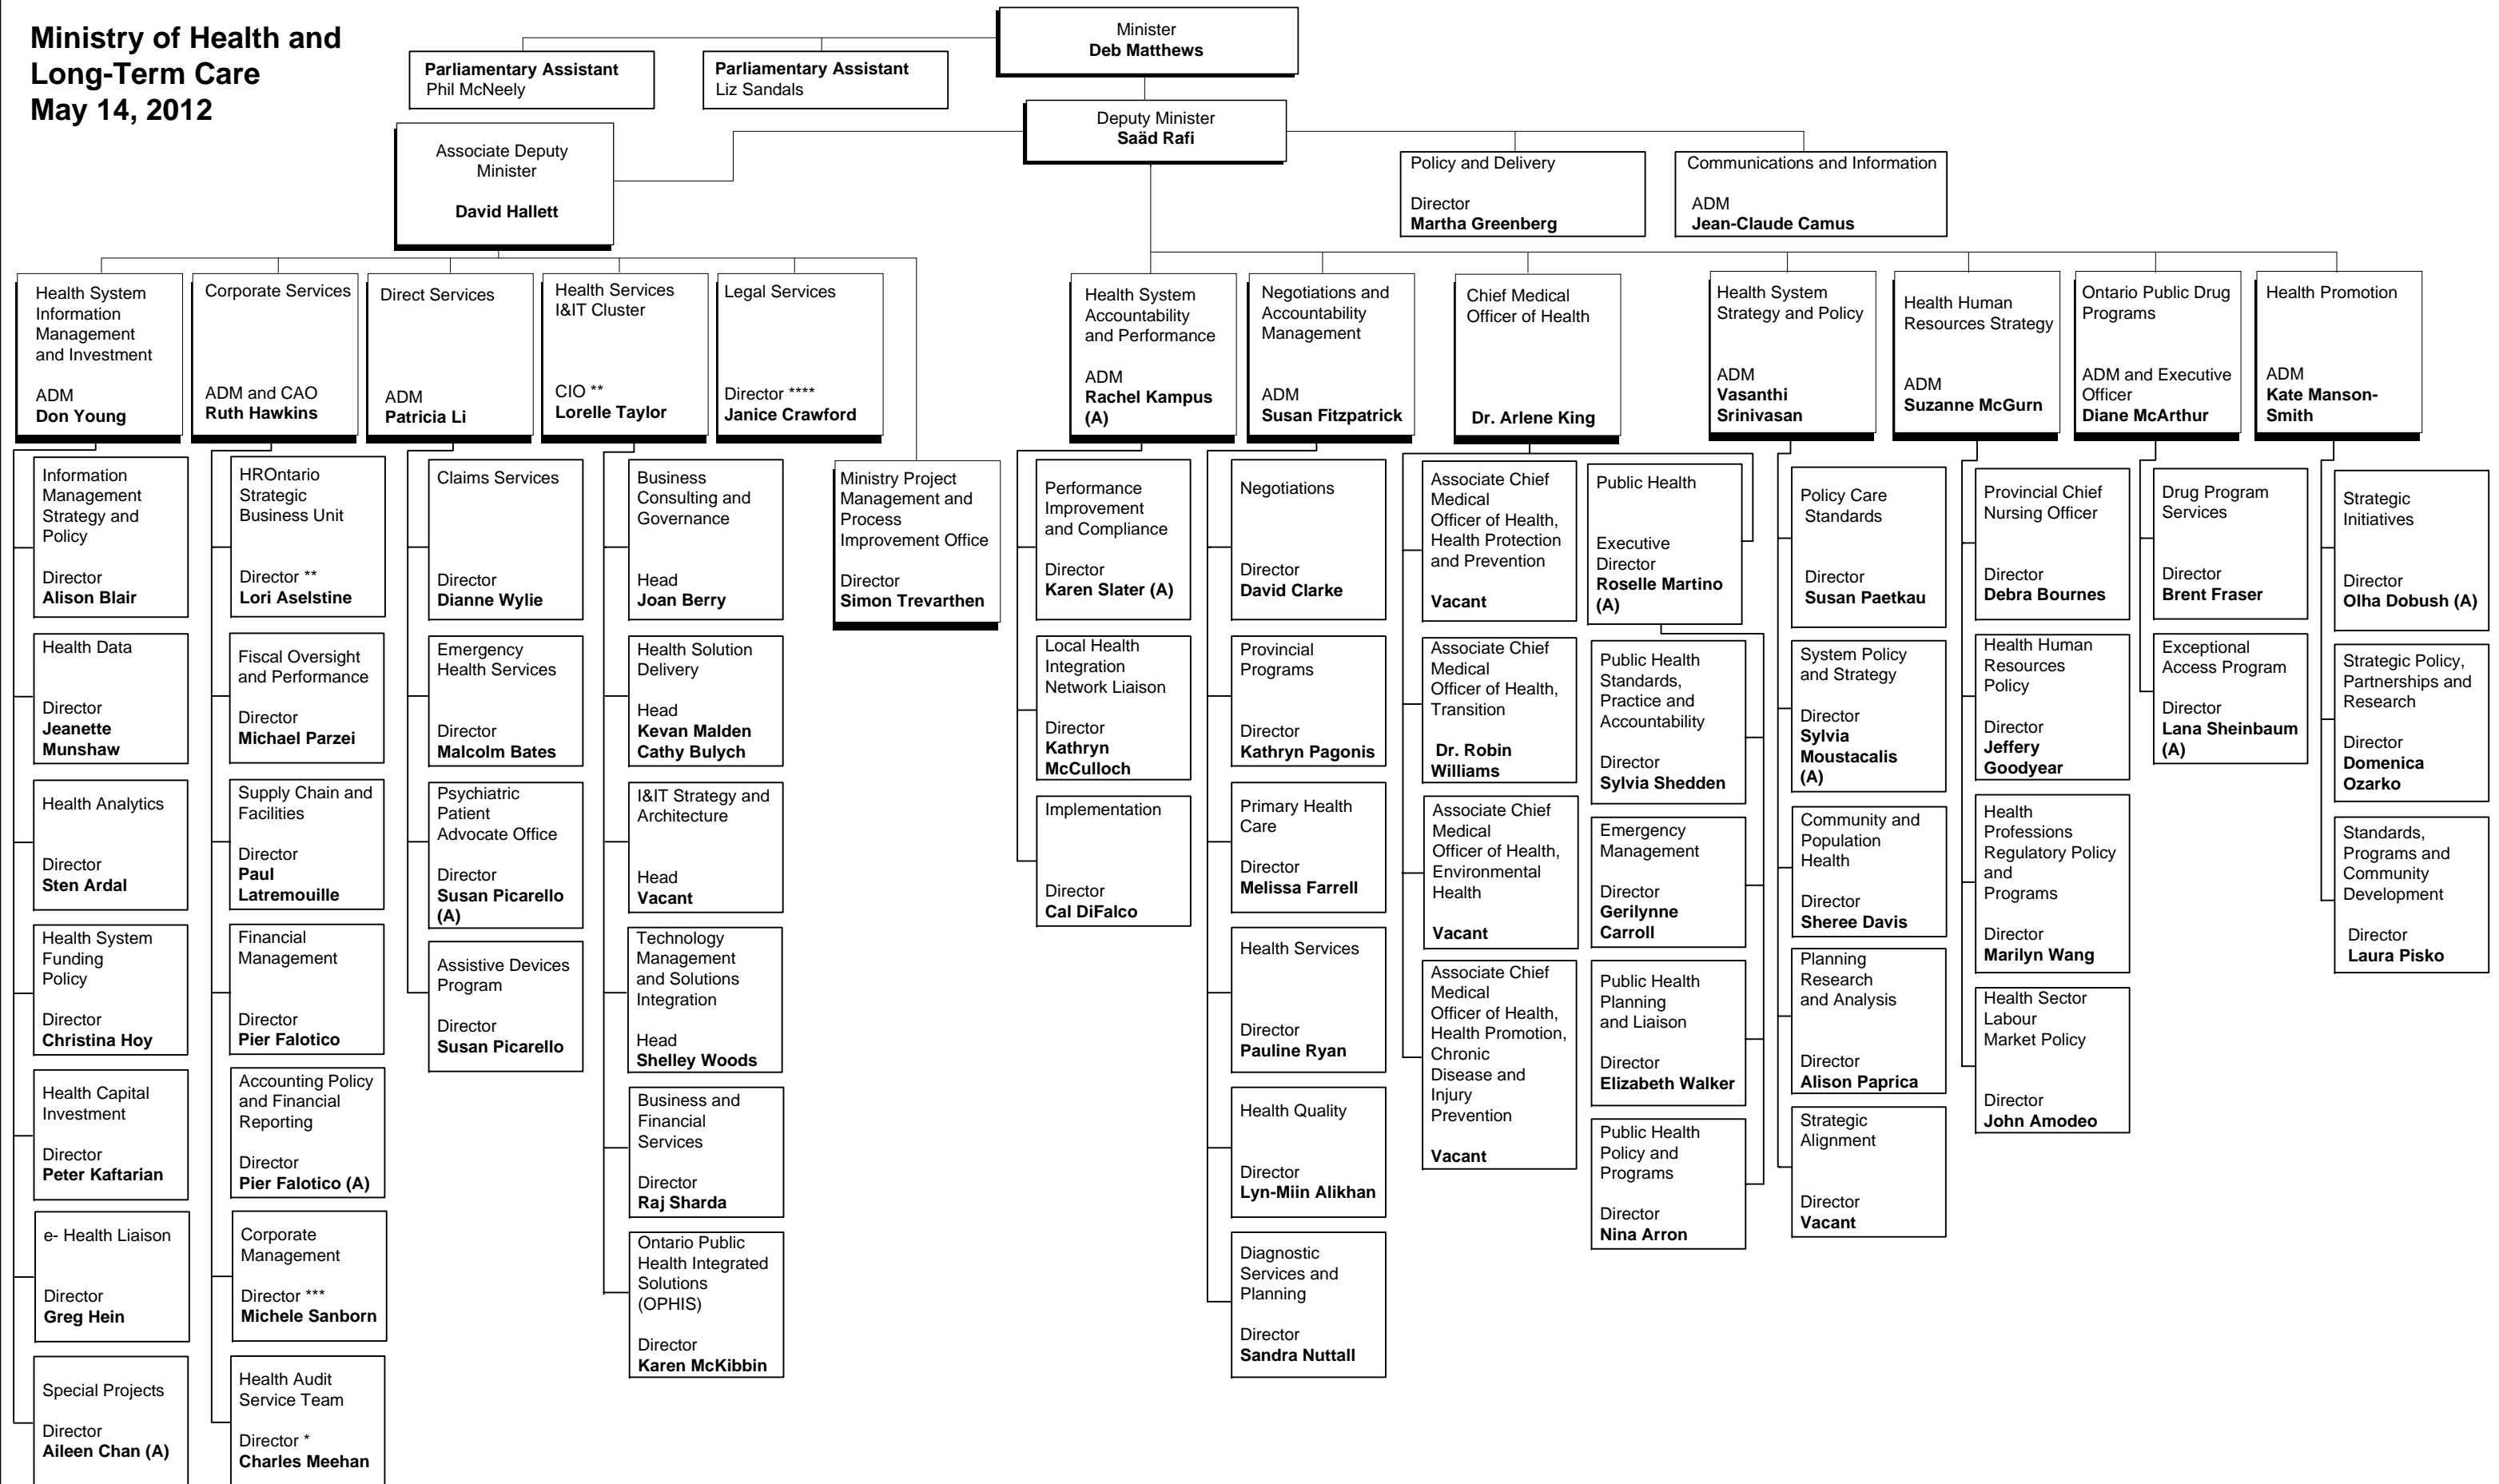 Ministry of Health and
Long-Term Care
May 14, 2012
Minister
Deb Matthews
Parliamentary Assistant
Phil McNeely
Parliamentary Assistant
Liz Sandals
Deputy Minister
Saäd Rafi
Associate Deputy
Minister
David Hallett
Policy and Delivery
Director
Martha Greenberg
Communications and Information
ADM
Jean-Claude Camus
Health System
Information
Management
and Investment
ADM
Don Young
Corporate Services
ADM and CAO
Ruth Hawkins
Direct Services
ADM
Patricia Li
Health Services
I&IT Cluster
CIO **
Lorelle Taylor
Legal Services
Director ****
Janice Crawford
Health System
Accountability
and Performance
ADM
Rachel Kampus
(A)
Negotiations and
Accountability
Management
ADM
Susan Fitzpatrick
Chief Medical
Officer of Health
Dr. Arlene King
Health System
Strategy and Policy
ADM
Vasanthi
Srinivasan
Health Human
Resources Strategy
ADM
Suzanne McGurn
Ontario Public Drug
Programs
ADM and Executive
Officer
Diane McArthur
Health Promotion
ADM
Kate Manson-
Smith
Information
Management
Strategy and
Policy
Director
Alison Blair
Health Data
Director
Jeanette
Munshaw
Health Analytics
Director
Sten Ardal
Health System
Funding
Policy
Director
Christina Hoy
Health Capital
Investment
Director
Peter Kaftarian
e- Health Liaison
Director
Greg Hein
Special Projects
Director
Aileen Chan (A)
HROntario
Strategic
Business Unit
Director **
Lori Aselstine
Fiscal Oversight
and Performance
Director
Michael Parzei
Supply Chain and
Facilities
Director
Paul
Latremouille
Financial
Management
Director
Pier Falotico
Accounting Policy
and Financial
Reporting
Director
Pier Falotico (A)
Corporate
Management
Director ***
Michele Sanborn
Health Audit
Service Team
Director *
Charles Meehan
Claims Services
Director
Dianne Wylie
Emergency
Health Services
Director
Malcolm Bates
Psychiatric
Patient
Advocate Office
Director
Susan Picarello
(A)
Assistive Devices
Program
Director
Susan Picarello
Business
Consulting and
Governance
Head
Joan Berry
Health Solution
Delivery
Head
Kevan Malden
Cathy Bulych
I&IT Strategy and
Architecture
Head
Vacant
Technology
Management
and Solutions
Integration
Head
Shelley Woods
Business and
Financial
Services
Director
Raj Sharda
Ontario Public
Health Integrated
Solutions
(OPHIS)
Director
Karen McKibbin
Ministry Project
Management and
Process
Improvement Office
Director
Simon Trevarthen
Performance
Improvement
and Compliance
Director
Karen Slater (A)
Local Health
Integration
Network Liaison
Director
Kathryn
McCulloch
Implementation
Director
Cal DiFalco
Negotiations
Director
David Clarke
Provincial
Programs
Director
Kathryn Pagonis
Primary Health
Care
Director
Melissa Farrell
Health Services
Director
Pauline Ryan
Health Quality
Director
Lyn-Miin Alikhan
Diagnostic
Services and
Planning
Director
Sandra Nuttall
Associate Chief
Medical
Officer of Health,
Health Protection
and Prevention
Vacant
Associate Chief
Medical
Officer of Health,
Transition
Dr. Robin
Williams
Associate Chief
Medical
Officer of Health,
Environmental
Health
Vacant
Associate Chief
Medical
Officer of Health,
Health Promotion,
Chronic
Disease and
Injury
Prevention
Vacant
Public Health
Executive
Director
Roselle Martino
(A)
Public Health
Standards,
Practice and
Accountability
Director
Sylvia Shedden
Emergency
Management
Director
Gerilynne
Carroll
Public Health
Planning
and Liaison
Director
Elizabeth Walker
Public Health
Policy and
Programs
Director
Nina Arron
Policy Care
Standards
Director
Susan Paetkau
System Policy
and Strategy
Director
Sylvia
Moustacalis
(A)
Community and
Population
Health
Director
Sheree Davis
Planning
Research
and Analysis
Director
Alison Paprica
Strategic
Alignment
Director
Vacant
Provincial Chief
Nursing Officer
Director
Debra Bournes
Health Human
Resources
Policy
Director
Jeffery
Goodyear
Health
Professions
Regulatory Policy
and
Programs
Director
Marilyn Wang
Health Sector
Labour
Market Policy
Director
John Amodeo
Drug Program
Services
Director
Brent Fraser
Exceptional
Access Program
Director
Lana Sheinbaum
(A)
Strategic
Initiatives
Director
Olha Dobush (A)
Strategic Policy,
Partnerships and
Research
Director
Domenica
Ozarko
Standards,
Programs and
Community
Development
Director
Laura Pisko